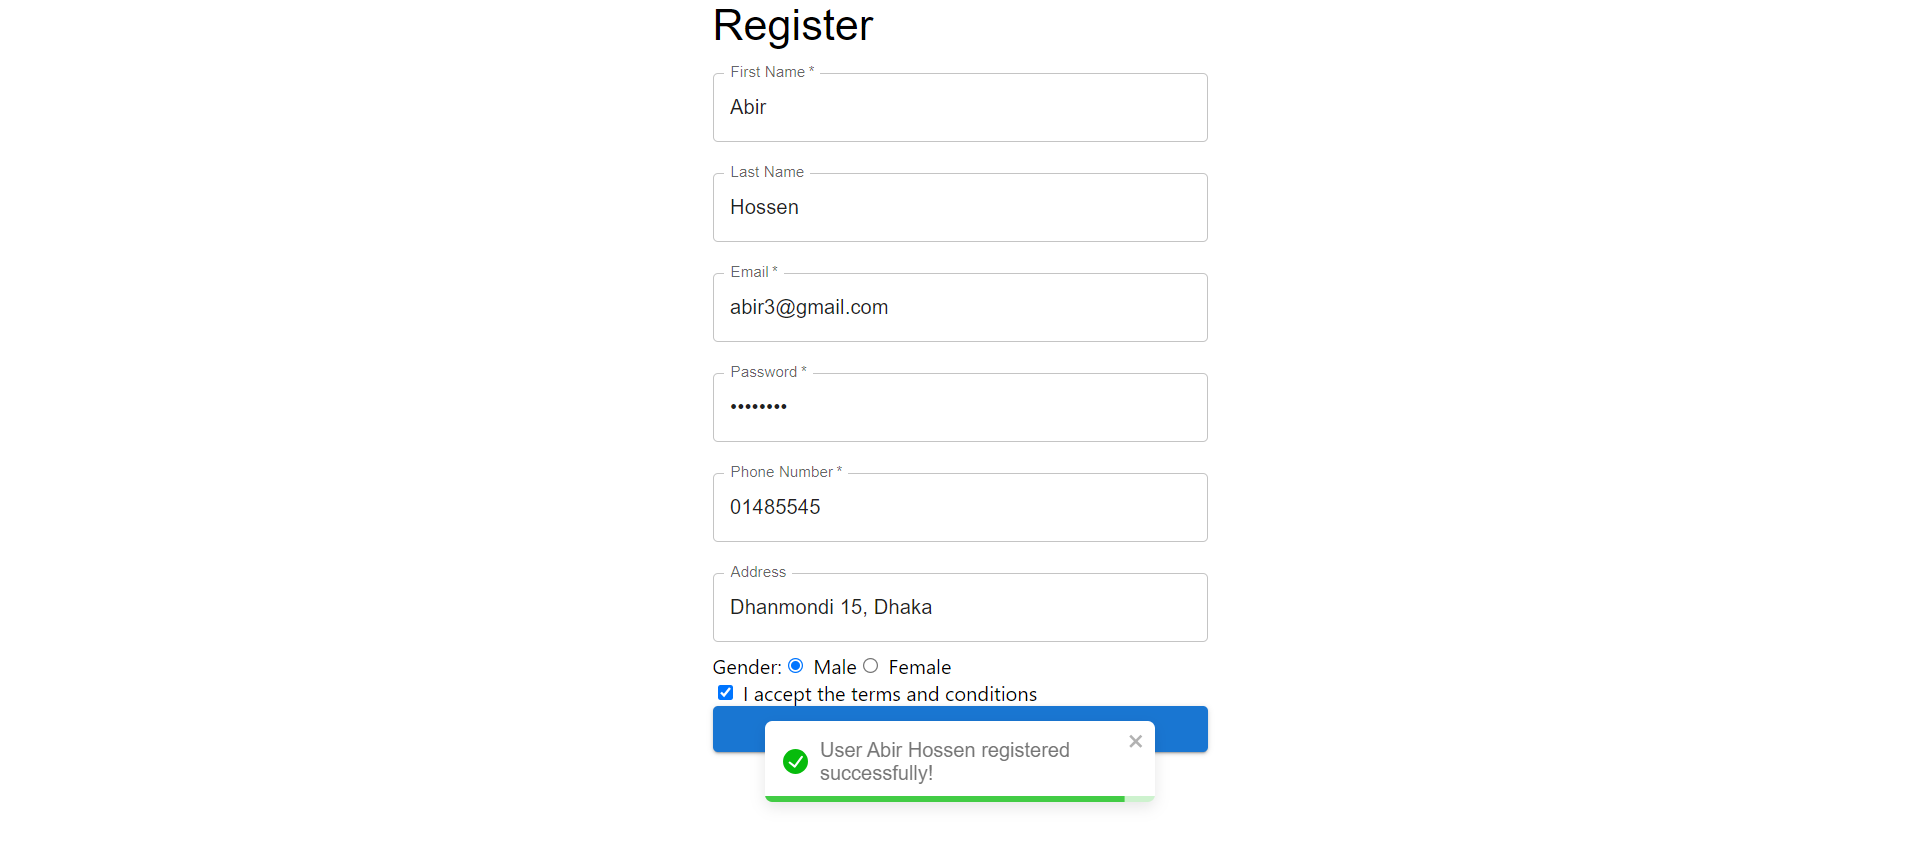 Register
First Name *
Abir
Last Name
Hossen
Email *
abir3@gmail.com
Password *
••••••••
Phone Number *
01485545
Address
Dhanmondi 15, Dhaka
Gender: Male Female
I accept the terms and conditions
User Abir Hossen registered
successfully!